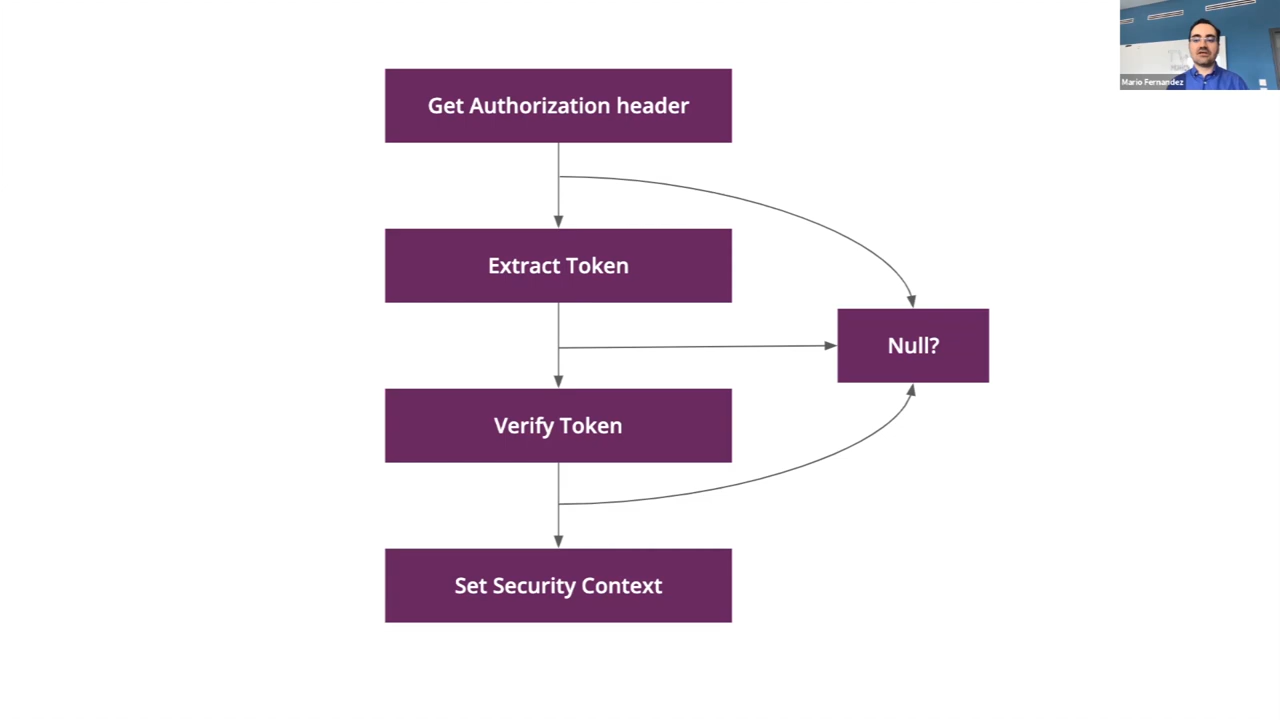 Get Authorization header
Extract Token
Null?
Verify Token
Set Security Context
Mario Fernandez